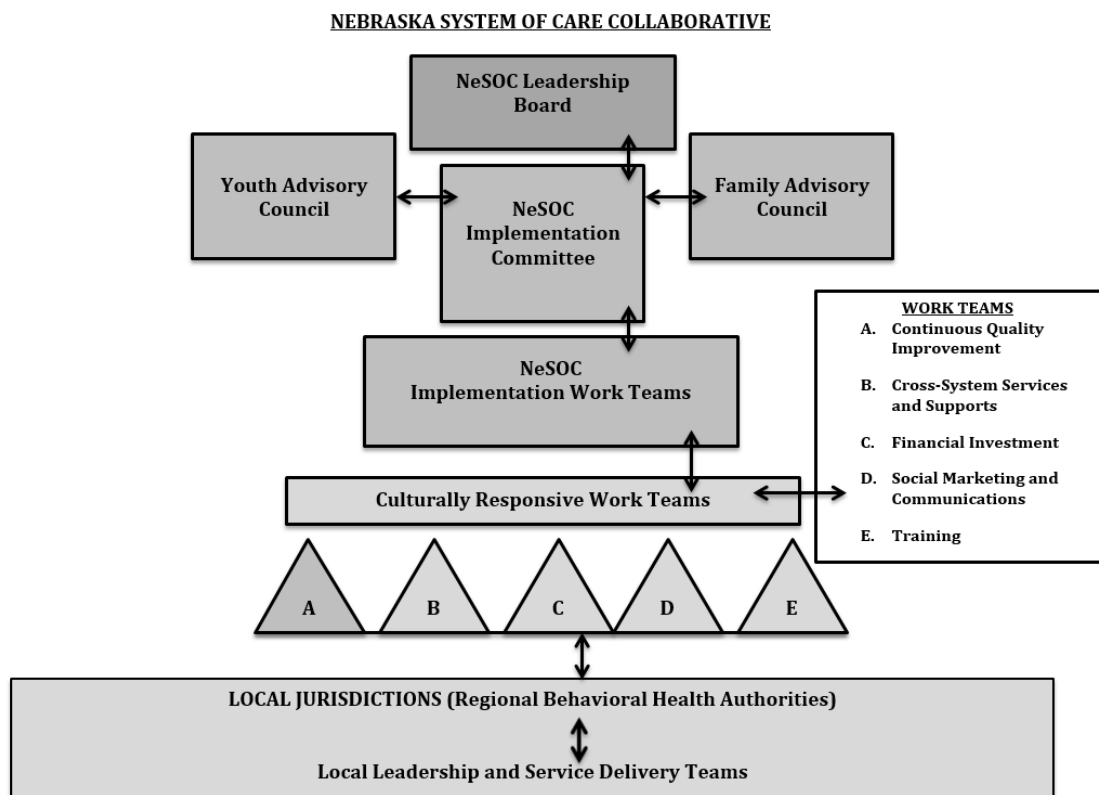 NEBRASKA SYSTEM OF CARE COLLABORATIVE
NeSOC Leadership
Board
Youth Advisory
Council
NeSOC
Implementation
Committee
Family Advisory
Council
NeSOC
Implementation Work Teams
WORK TEAMS
A. Continuous Quality
Improvement
B. Cross-System Services
and Supports
C. Financial Investment
D. Social Marketing and
Communications
E. Training
Culturally Responsive Work Teams
A B C D E
LOCAL JURISDICTIONS (Regional Behavioral Health Authorities)
Local Leadership and Service Delivery Teams